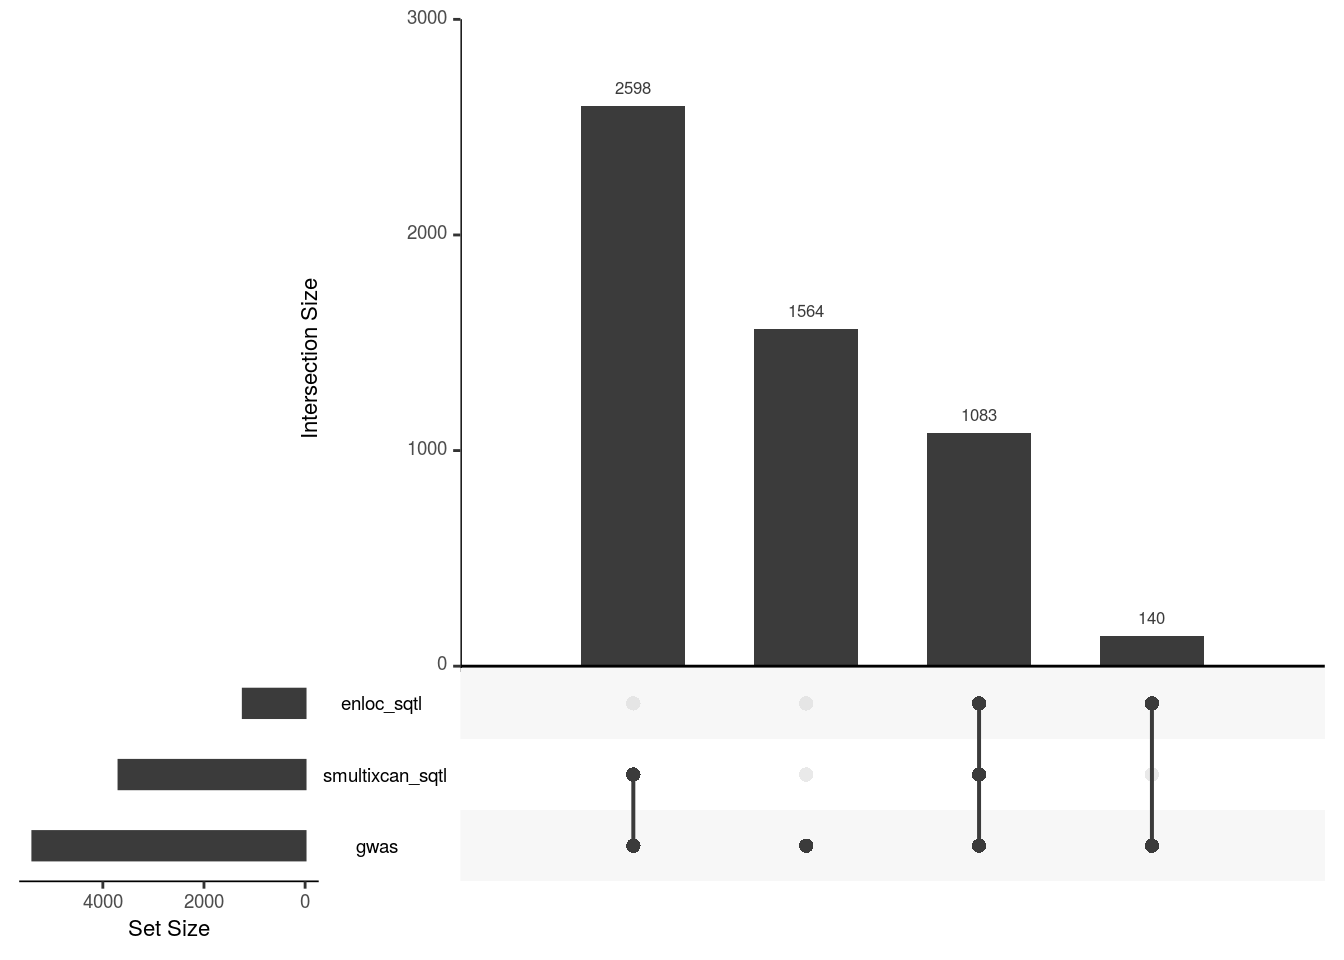 3000
2598
2000
1564
Intersection Size
1083
1000
140
0
enloc_sqtl
smultixcan_sqtl
gwas
4000 2000 0
Set Size